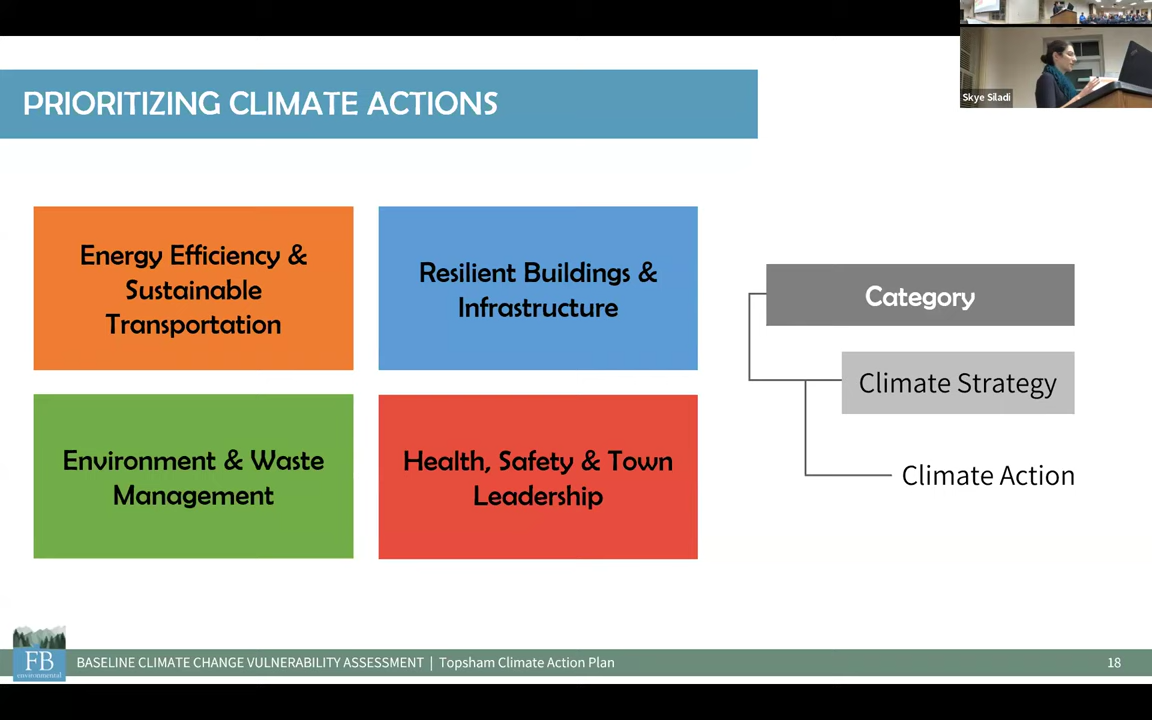 Skye Siladi
PRIORITIZING CLIMATE ACTIONS
Energy Efficiency &
Sustainable
Transportation
Resilient Buildings &
Infrastructure
Environment & Waste
Management
Health, Safety & Town
Leadership
Category
Climate Strategy
Climate Action
FB
environmental
BASELINE CLIMATE CHANGE VULNERABILITY ASSESSMENT | Topsham Climate Action Plan
18